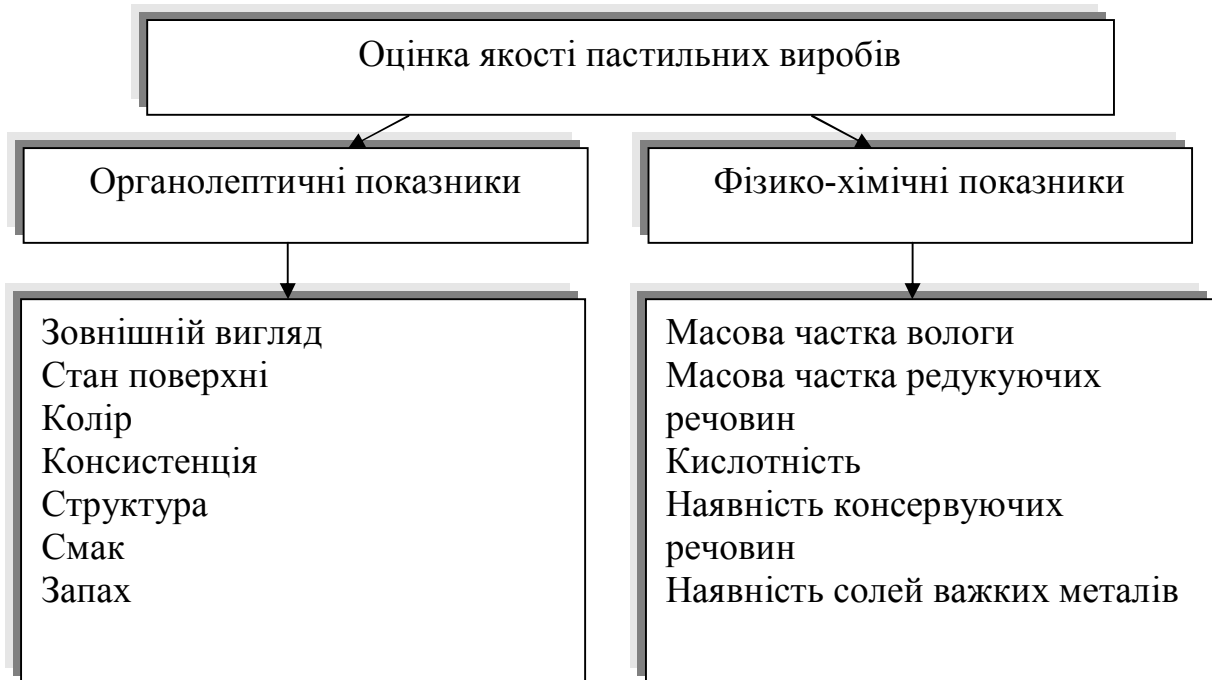 Оцінка якості пастильних виробів
Органолептичні показники
Фізико-хімічні показники
Зовнішній вигляд
Стан поверхні
Колір
Консистенція
Структура
Смак
Запах
Масова частка вологи
Масова частка редукуючих
речовин
Кислотність
Наявність консервуючих
речовин
Наявність солей важких металів